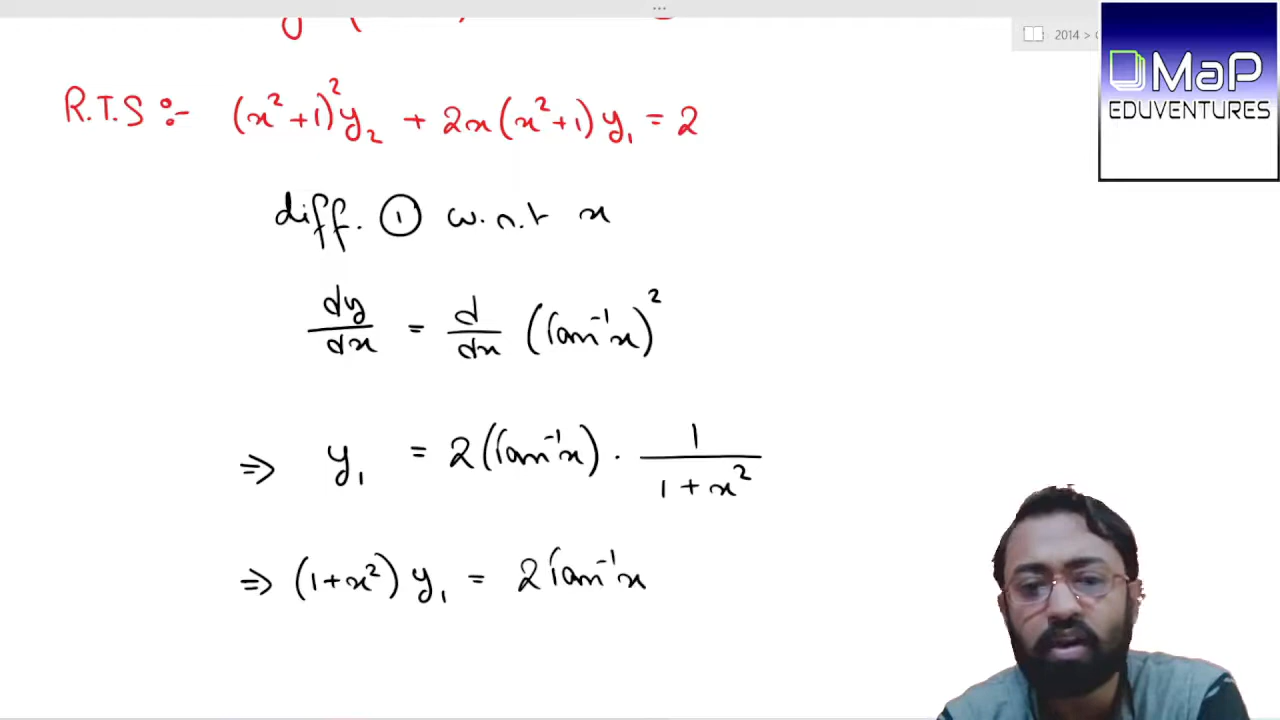 2014 >
MaP
EDUVENTURES
R.T.S :- (x²+1)²y₂ + 2x(x²+1)y₁ = 2
diff. ① w.r.t x
dy/dx = d/dx (tan⁻¹x)²
⇒ y₁ = 2(tan⁻¹x) · 1/(1+x²)
⇒ (1+x²) y₁ = 2tan⁻¹x